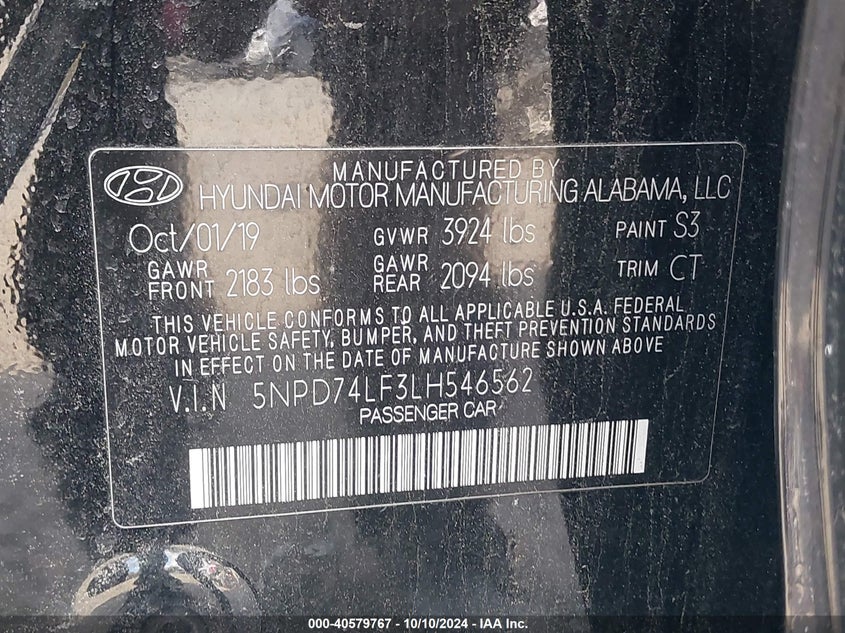 MANUFACTURED BY
HYUNDAI MOTOR MANUFACTURING ALABAMA, LLC
Oct/01/19 GVWR 3924 lbs PAINT S3
GAWR FRONT 2183 lbs GAWR REAR 2094 lbs TRIM CT
THIS VEHICLE CONFORMS TO ALL APPLICABLE U.S.A. FEDERAL
MOTOR VEHICLE SAFETY, BUMPER, AND THEFT PREVENTION STANDARDS
IN EFFECT ON THE DATE OF MANUFACTURE SHOWN ABOVE
V.I.N 5NPD74LF3LH546562
PASSENGER CAR
000-40579767 - 10/10/2024 - IAA Inc.